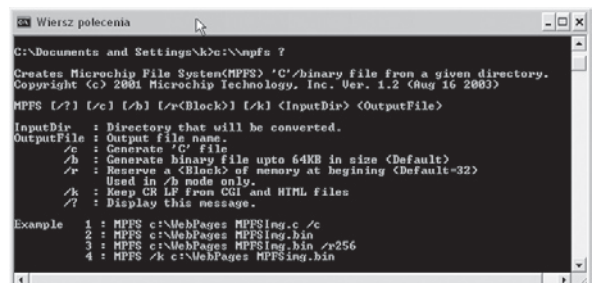 Wiersz polecenia
C:\Documents and Settings\k>c:\\mpfs ?
Creates Microchip File System(MPFS) 'C'/binary file from a given directory.
Copyright (c) 2001 Microchip Technology, Inc. Ver. 1.2 (Aug 16 2003)
MPFS [/?] [/c] [/b] [/r<Block>] [/k] <InputDir> <OutputFile>
InputDir : Directory that will be converted.
OutputFile : Output file name.
/c : Generate 'C' file
/b : Generate binary file upto 64KB in size <Default>
/r : Reserve a <Block> of memory at begining <Default=32>
Used in /b mode only.
/k : Keep CR LF from CGI and HTML files
/? : Display this message.
Example 1 : MPFS c:\WebPages MPFSImg.c /c
2 : MPFS c:\WebPages MPFSImg.bin
3 : MPFS c:\WebPages MPFSImg.bin /r256
4 : MPFS /k c:\WebPages MPFSimg.bin